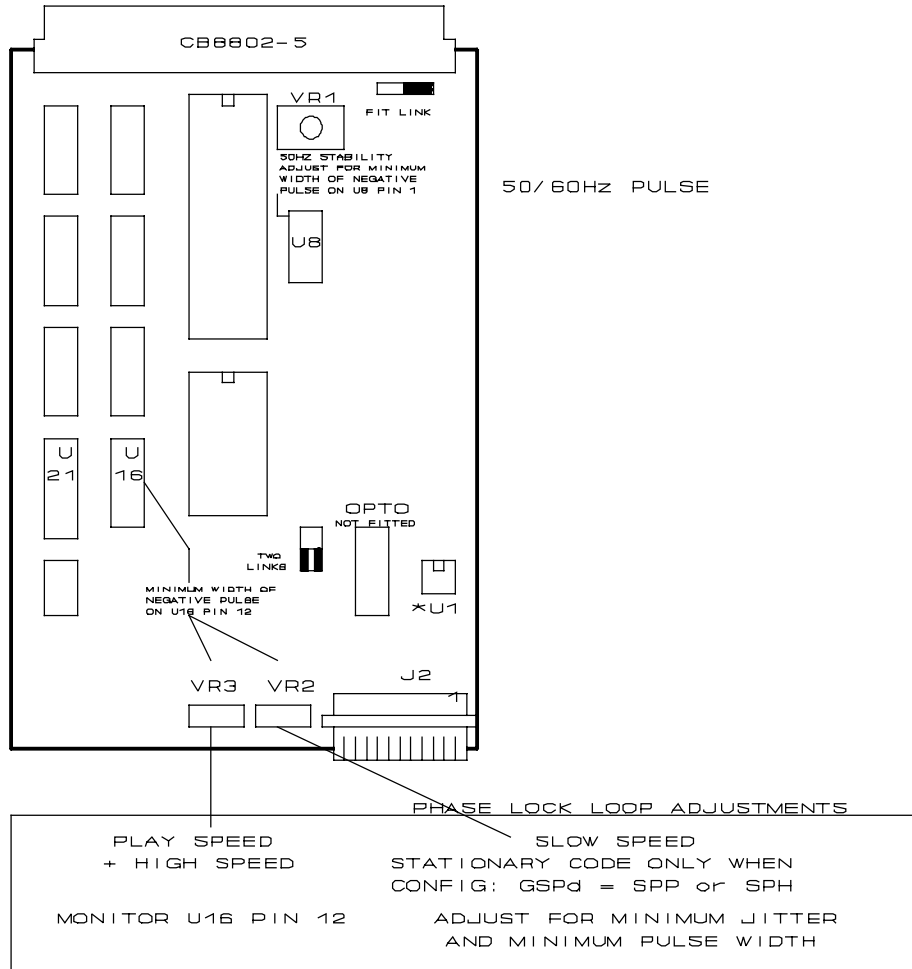 CB8802-5
VR1
FIT LINK
50HZ STABILITY
ADJUST FOR MINIMUM
WIDTH OF NEGATIVE
PULSE ON U8 PIN 1
50/60Hz PULSE
U8
U
21
U
16
OPTO
NOT FITTED
TWO
LINKS
MINIMUM WIDTH OF
NEGATIVE PULSE
ON U16 PIN 12
*U1
J2
1
VR3
VR2
PHASE LOCK LOOP ADJUSTMENTS
PLAY SPEED
+ HIGH SPEED
SLOW SPEED
STATIONARY CODE ONLY WHEN
CONFIG: GSPd = SPP or SPH
MONITOR U16 PIN 12
ADJUST FOR MINIMUM JITTER
AND MINIMUM PULSE WIDTH